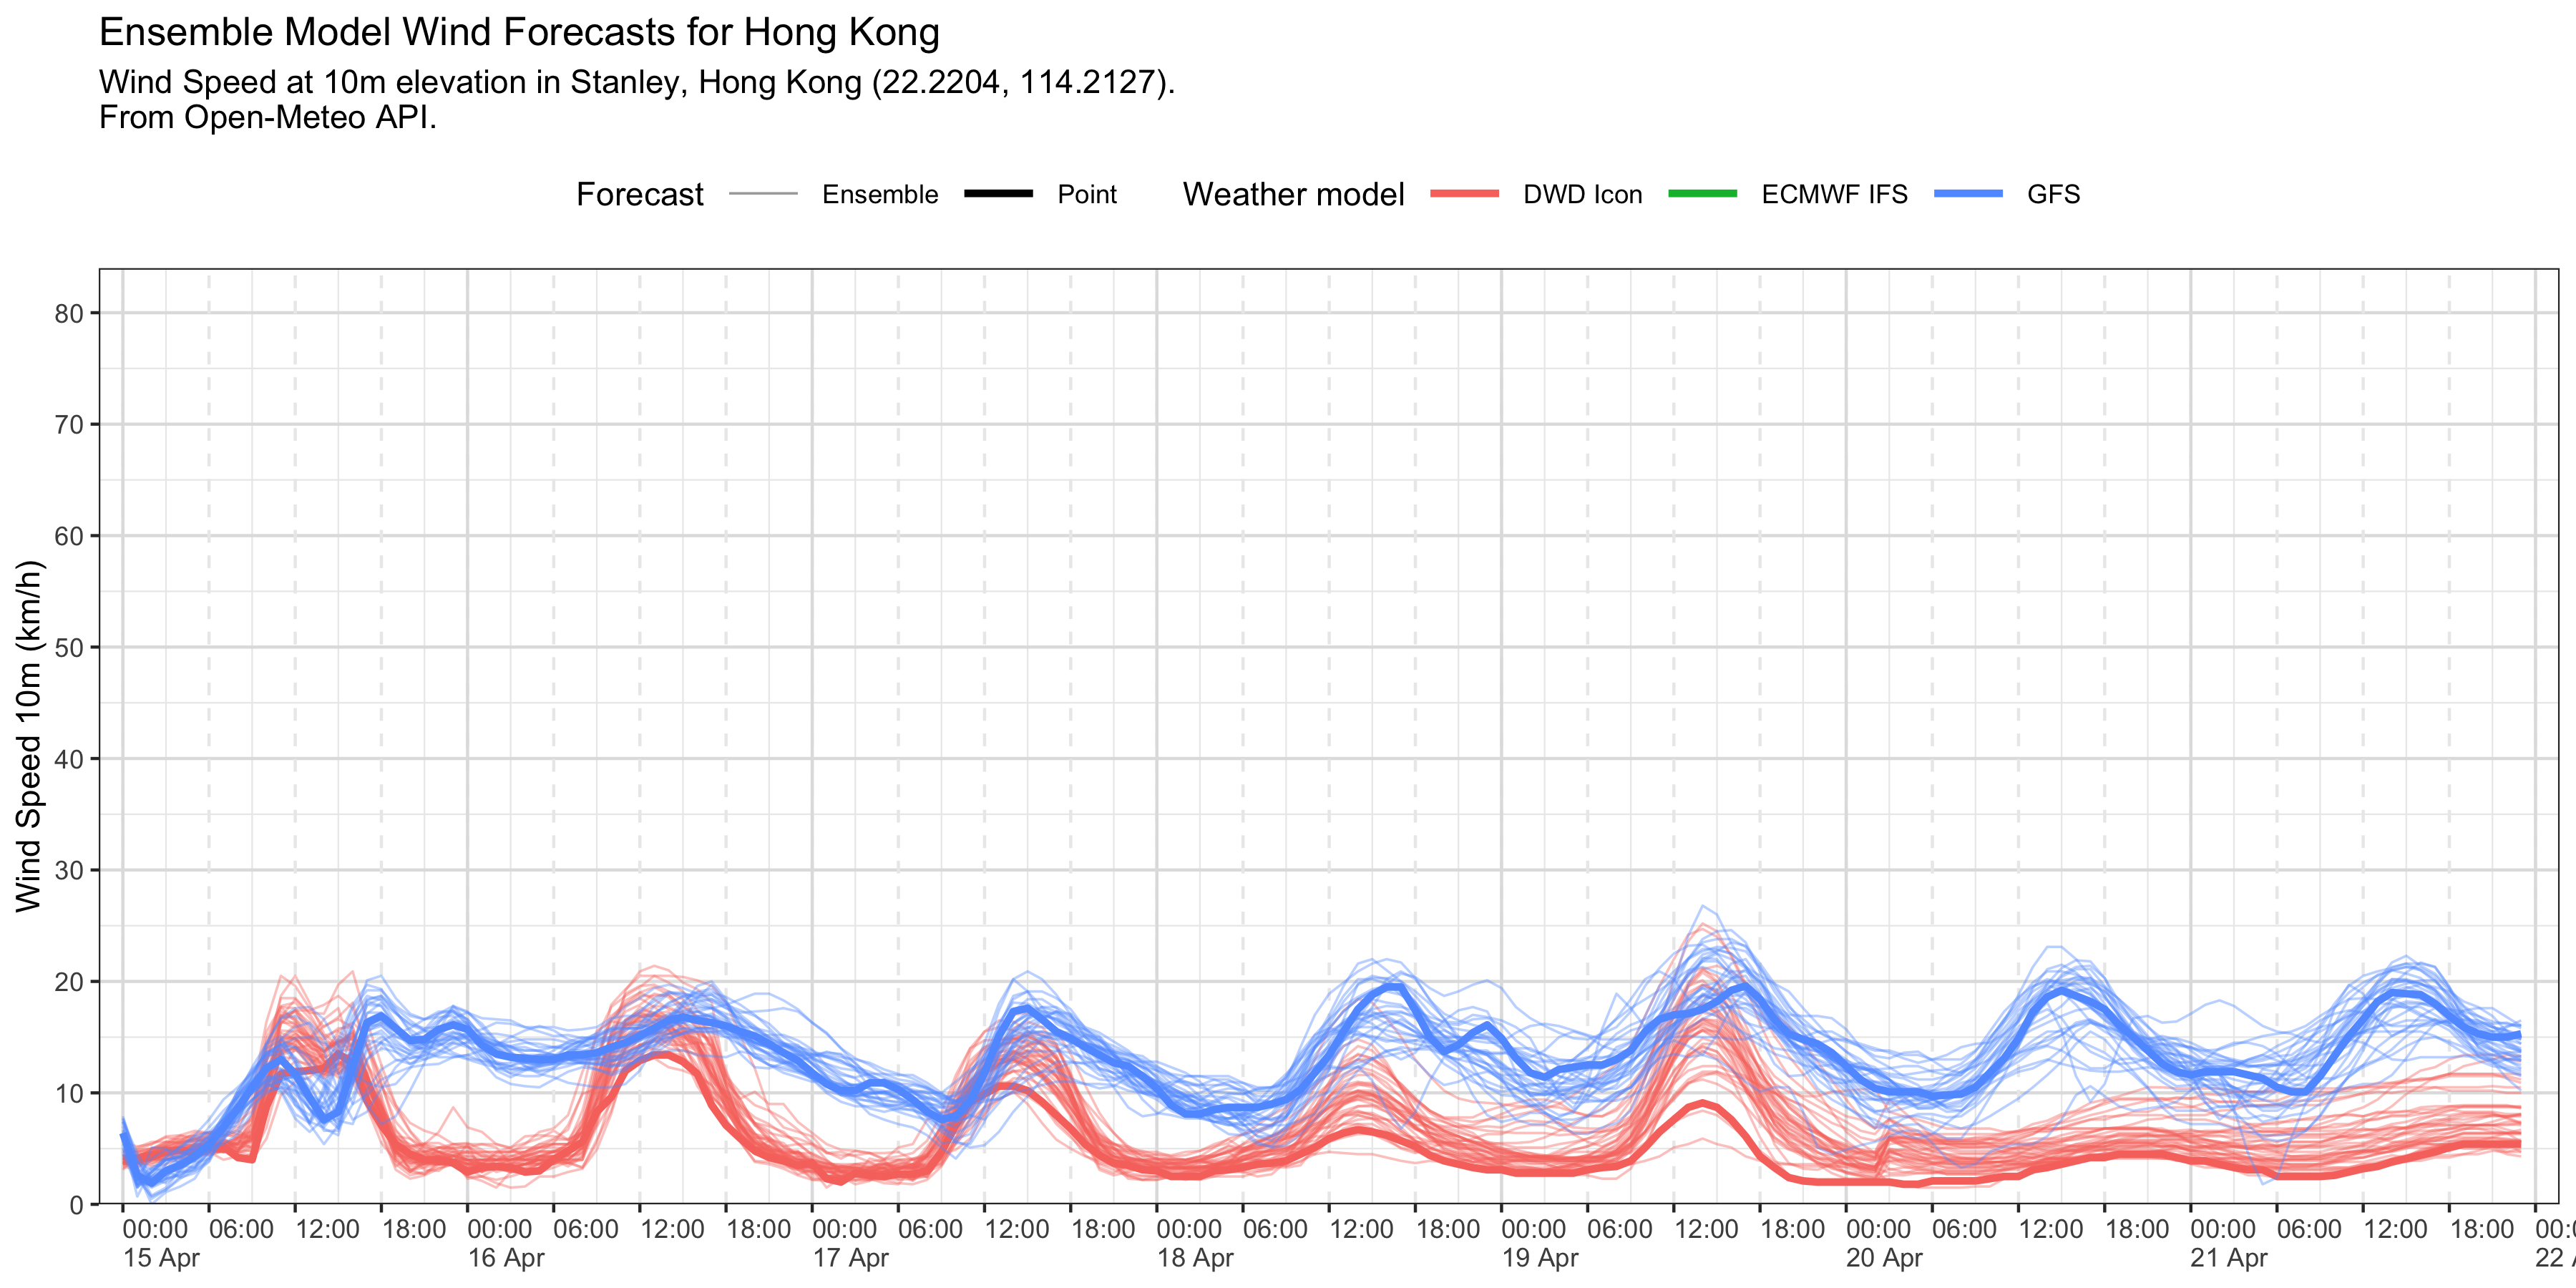 Ensemble Model Wind Forecasts for Hong Kong
Wind Speed at 10m elevation in Stanley, Hong Kong (22.2204, 114.2127).
From Open-Meteo API.
Forecast Ensemble Point Weather model DWD Icon ECMWF IFS GFS
Wind Speed 10m (km/h)
80
70
60
50
40
30
20
10
0
00:00 06:00 12:00 18:00 00:00 06:00 12:00 18:00 00:00 06:00 12:00 18:00 00:00 06:00 12:00 18:00 00:00 06:00 12:00 18:00 00:00 06:00 12:00 18:00 00:00 06:00 12:00 18:00 00:0
15 Apr 16 Apr 17 Apr 18 Apr 19 Apr 20 Apr 21 Apr 22 A